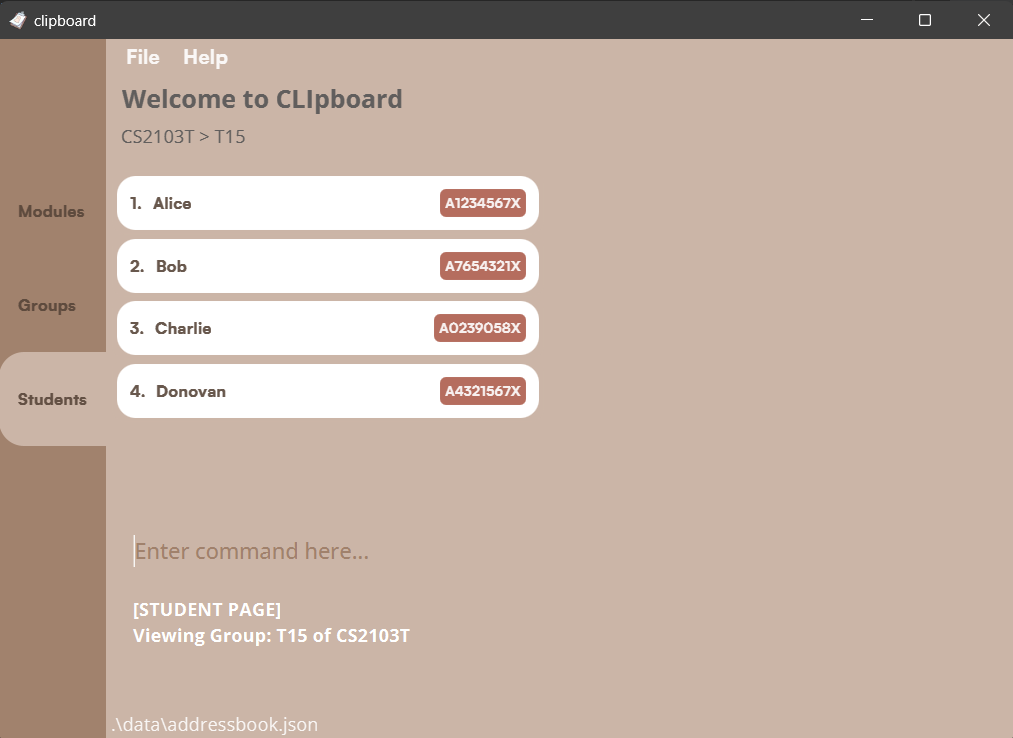 clipboard
File Help
Welcome to CLIpboard
CS2103T > T15
Modules
Groups
Students
1. Alice A1234567X
2. Bob A7654321X
3. Charlie A0239058X
4. Donovan A4321567X
Enter command here...
[STUDENT PAGE]
Viewing Group: T15 of CS2103T
.\data\addressbook.json